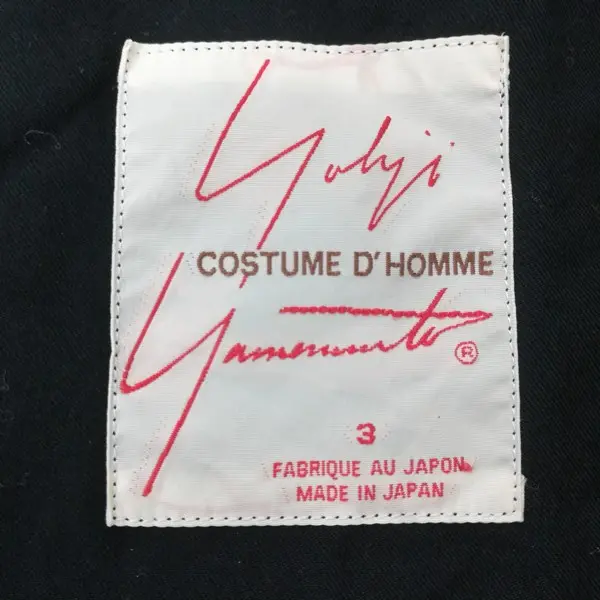 Yohji
COSTUME D'HOMME
Yamamoto ®
3
FABRIQUE AU JAPON
MADE IN JAPAN